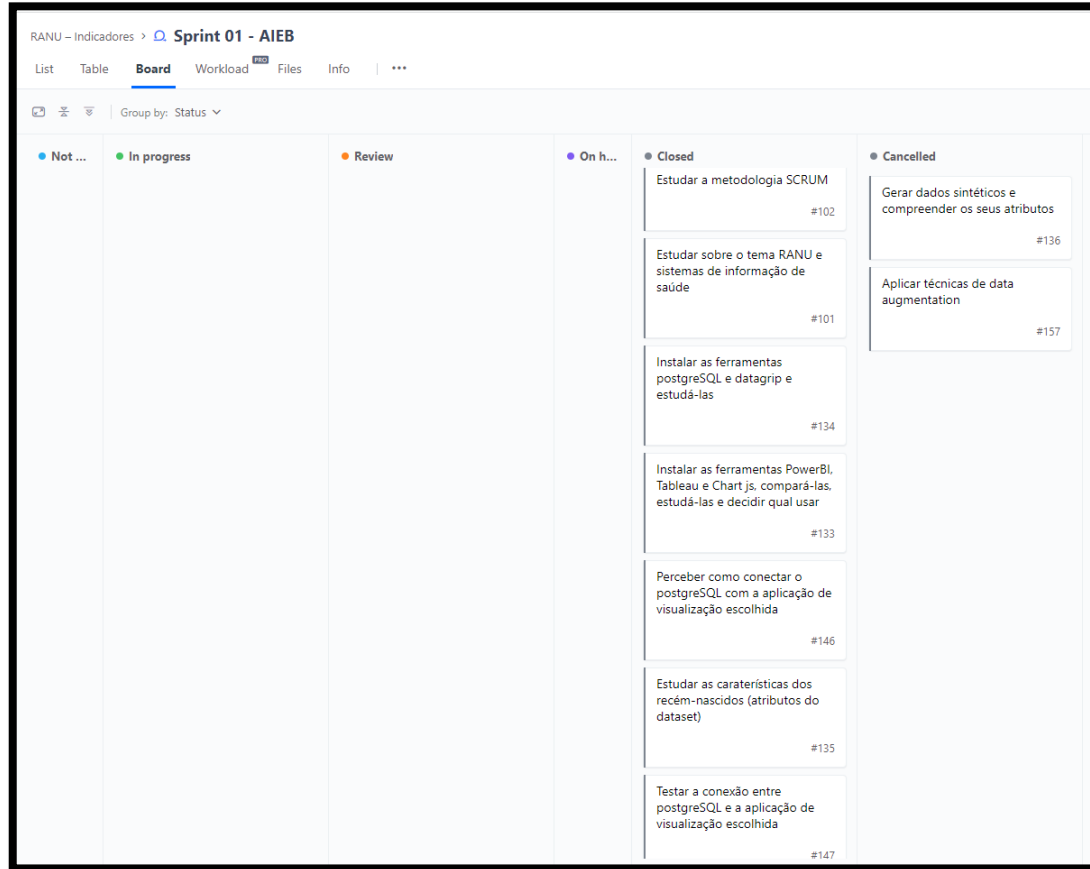 RANU – Indicadores > Sprint 01 - AIEB
List Table Board Workload PRO Files Info
Group by: Status
Not ...
In progress
Review
On h...
Closed
Estudar a metodologia SCRUM
#102
Estudar sobre o tema RANU e
sistemas de informação de
saúde
#101
Instalar as ferramentas
postgreSQL e datagrip e
estudá-las
#134
Instalar as ferramentas PowerBI,
Tableau e Chart js, compará-las,
estudá-las e decidir qual usar
#133
Perceber como conectar o
postgreSQL com a aplicação de
visualização escolhida
#146
Estudar as caraterísticas dos
recém-nascidos (atributos do
dataset)
#135
Testar a conexão entre
postgreSQL e a aplicação de
visualização escolhida
#147
Cancelled
Gerar dados sintéticos e
compreender os seus atributos
#136
Aplicar técnicas de data
augmentation
#157